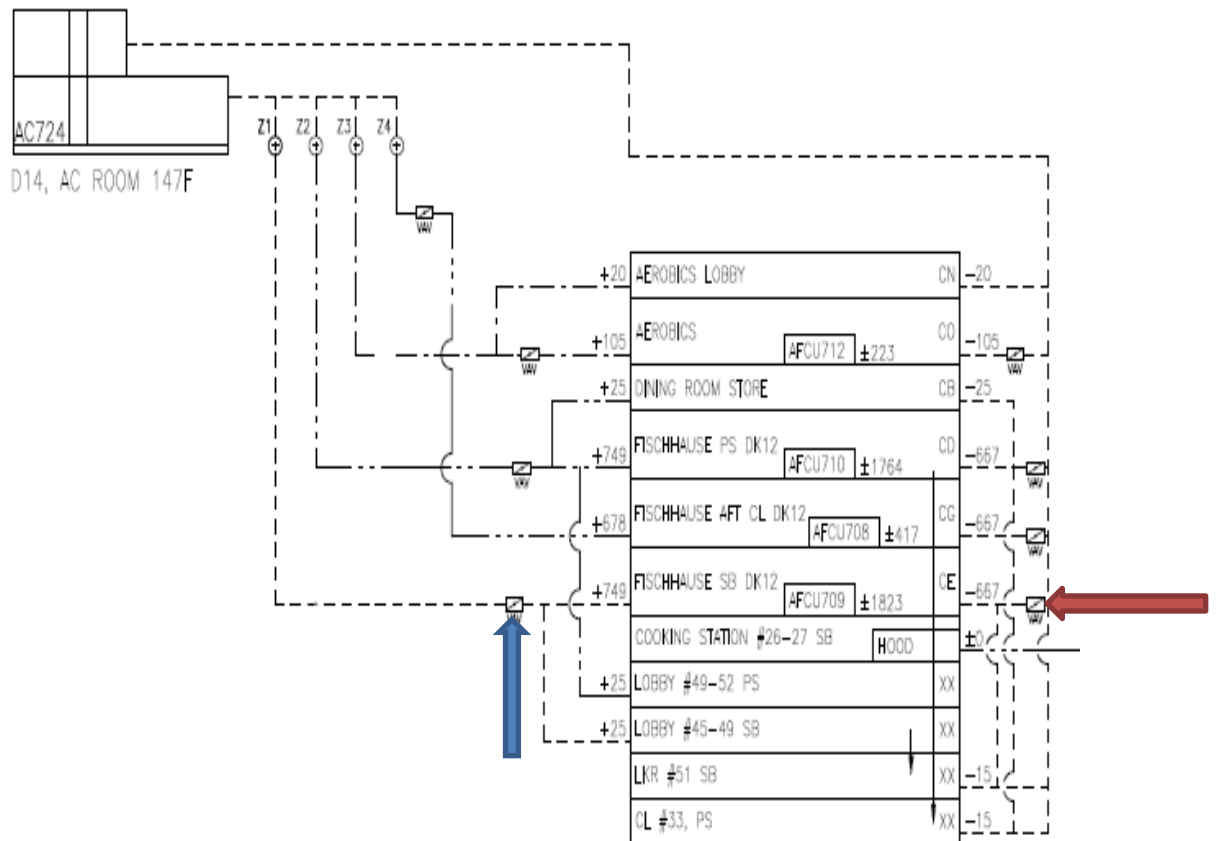 AC724
D14, AC ROOM 147F
Z1 Z2 Z3 Z4
VAV
+20 AEROBICS LOBBY CN -20
+105 AEROBICS AFCU712 ±223 CO -105
VAV VAV
+25 DINING ROOM STORE CB -25
+749 FISCHHAUSE PS DK12 AFCU710 ±1764 CD -667
VAV VAV
+678 FISCHHAUSE AFT CL DK12 AFCU708 ±417 CG -667
VAV
+749 FISCHHAUSE SB DK12 AFCU709 ±1823 CE -667
VAV VAV
COOKING STATION #26-27 SB HOOD ±0
+25 LOBBY #49-52 PS XX
+25 LOBBY #45-49 SB XX
LKR #51 SB XX -15
CL #33, PS XX -15